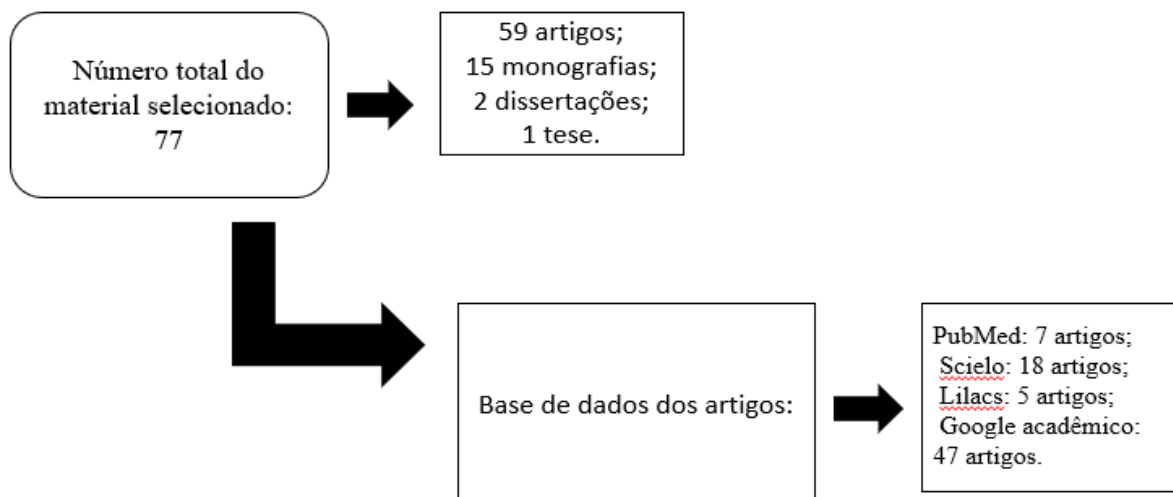 Número total do
material selecionado:
77
59 artigos;
15 monografias;
2 dissertações;
1 tese.
Base de dados dos artigos:
PubMed: 7 artigos;
Scielo: 18 artigos;
Lilacs: 5 artigos;
Google acadêmico:
47 artigos.